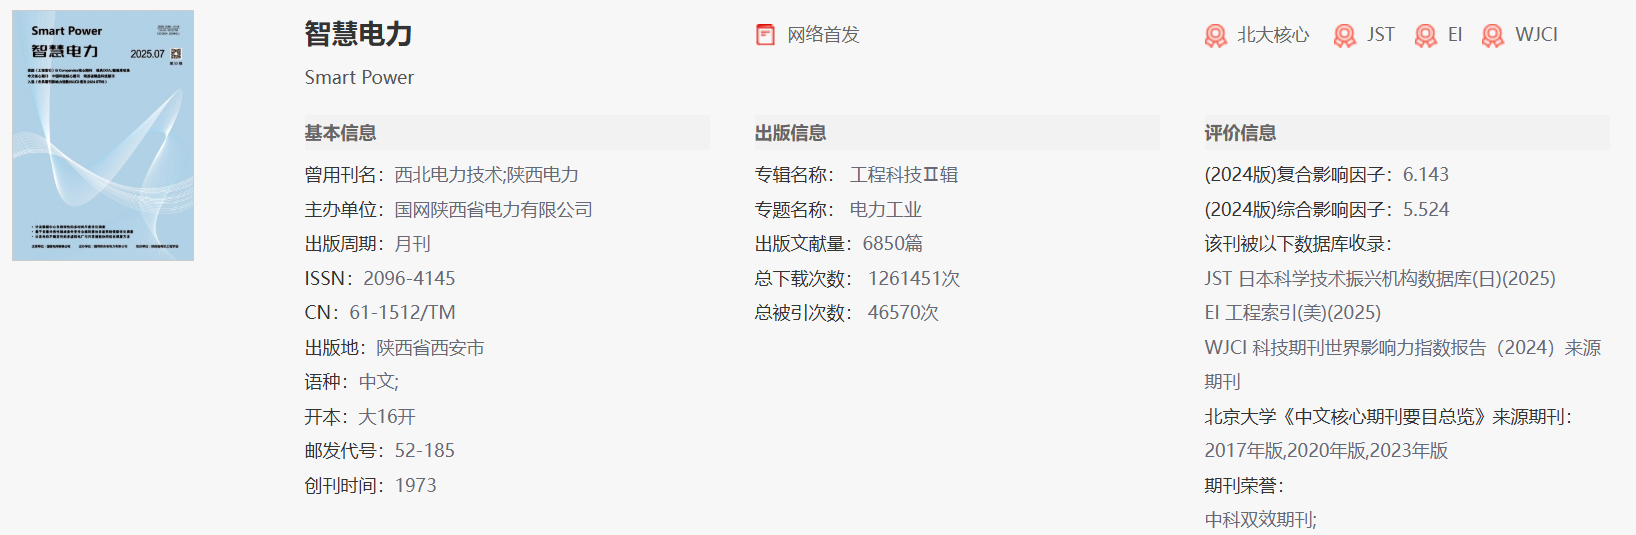 Smart Power
智慧电力
2025.07
智慧电力
Smart Power
网络首发
北大核心
JST
EI
WJCI
基本信息
曾用刊名：西北电力技术;陕西电力
主办单位：国网陕西省电力有限公司
出版周期：月刊
ISSN：2096-4145
CN：61-1512/TM
出版地：陕西省西安市
语种：中文;
开本：大16开
邮发代号：52-185
创刊时间：1973
出版信息
专辑名称：工程科技Ⅱ辑
专题名称：电力工业
出版文献量：6850篇
总下载次数：1261451次
总被引次数：46570次
评价信息
(2024版)复合影响因子：6.143
(2024版)综合影响因子：5.524
该刊被以下数据库收录：
JST 日本科学技术振兴机构数据库(日)(2025)
EI 工程索引(美)(2025)
WJCI 科技期刊世界影响力指数报告（2024）来源
期刊
北京大学《中文核心期刊要目总览》来源期刊：
2017年版,2020年版,2023年版
期刊荣誉：
中科双效期刊;